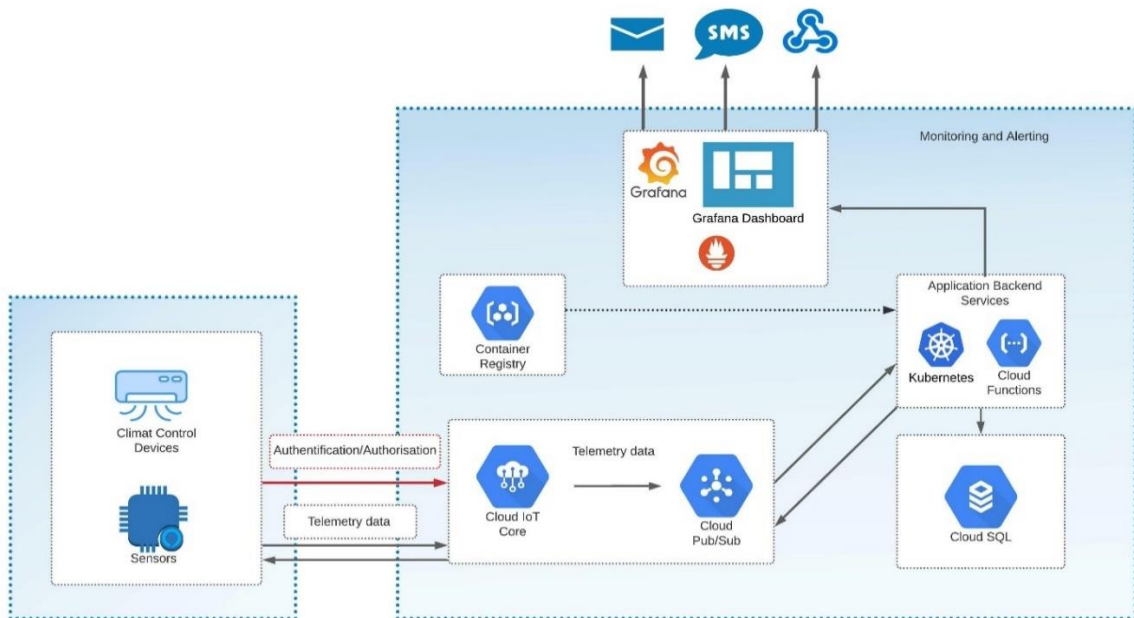 SMS
Monitoring and Alerting
Grafana
Grafana Dashboard
Application Backend
Services
Container
Registry
Kubernetes
Cloud
Functions
Climat Control
Devices
Authentification/Authorisation
Telemetry data
Cloud IoT
Core
Cloud
Pub/Sub
Telemetry data
Sensors
Cloud SQL